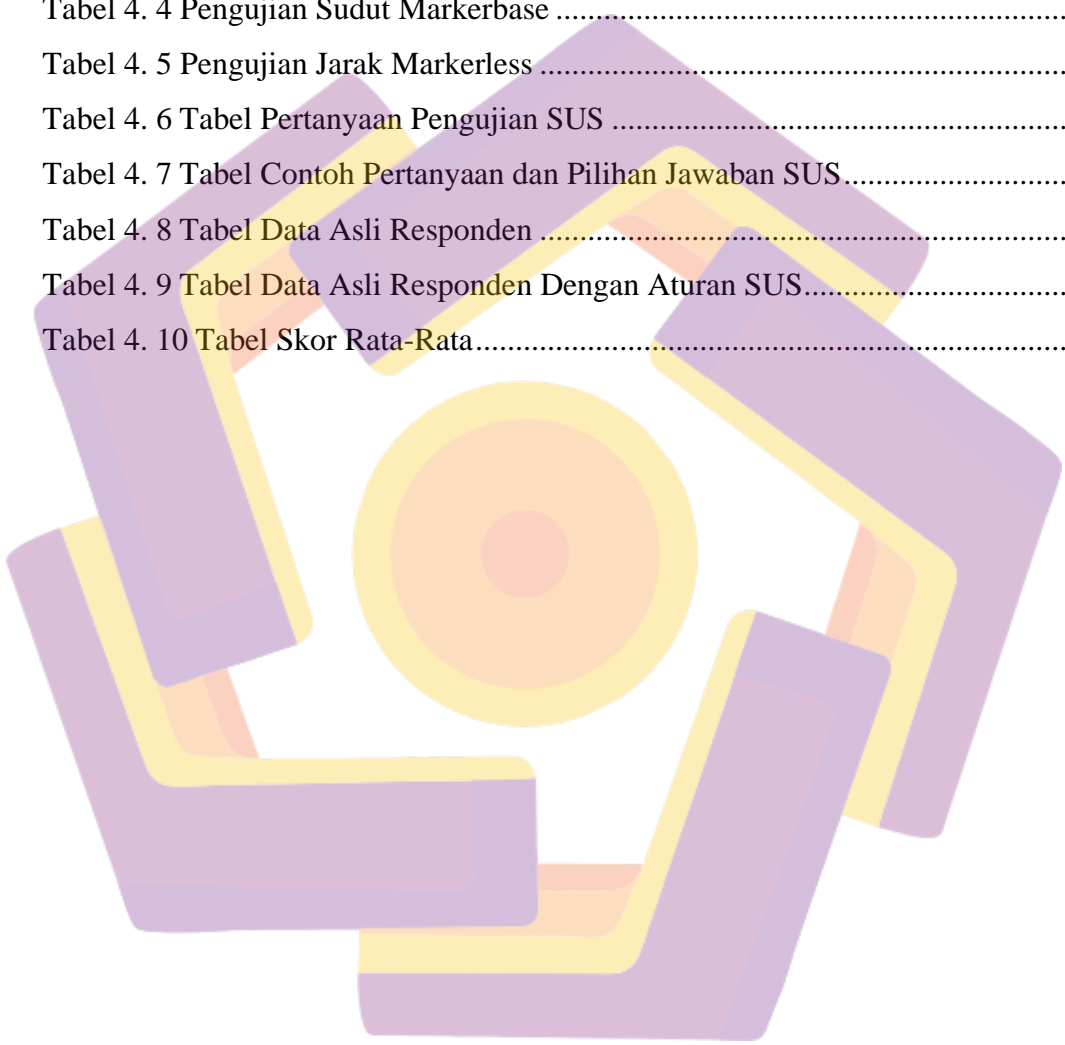 Tabel 4. 4 Pengujian Sudut Markerbase ..........................................................
Tabel 4. 5 Pengujian Jarak Markerless ............................................................
Tabel 4. 6 Tabel Pertanyaan Pengujian SUS ...................................................
Tabel 4. 7 Tabel Contoh Pertanyaan dan Pilihan Jawaban SUS.........................
Tabel 4. 8 Tabel Data Asli Responden ............................................................
Tabel 4. 9 Tabel Data Asli Responden Dengan Aturan SUS.............................
Tabel 4. 10 Tabel Skor Rata-Rata....................................................................